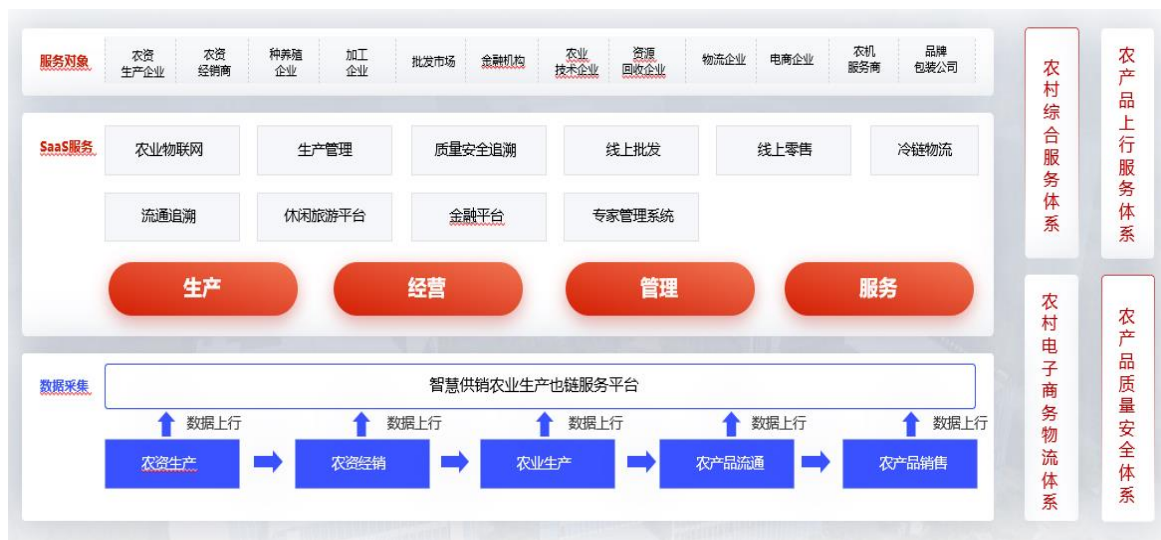 服务对象
农资
生产企业
农资
经销商
种养殖
企业
加工
企业
批发市场
金融机构
农业
技术企业
资源
回收企业
物流企业
电商企业
农机
服务商
品牌
包装公司
SaaS服务
农业物联网
生产管理
质量安全追溯
线上批发
线上零售
冷链物流
流通追溯
休闲旅游平台
金融平台
专家管理系统
生产
经营
管理
服务
数据采集
智慧供销农业生产也链服务平台
数据上行
数据上行
数据上行
数据上行
数据上行
农资生产
农资经销
农业生产
农产品流通
农产品销售
农村综合服务体系
农产品上行服务体系
农村电子商务物流体系
农产品质量安全体系